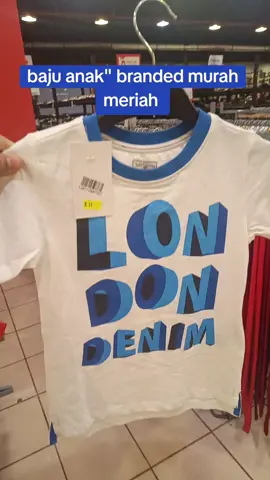 baju anak" branded murah
meriah
LON
DON
DENIM